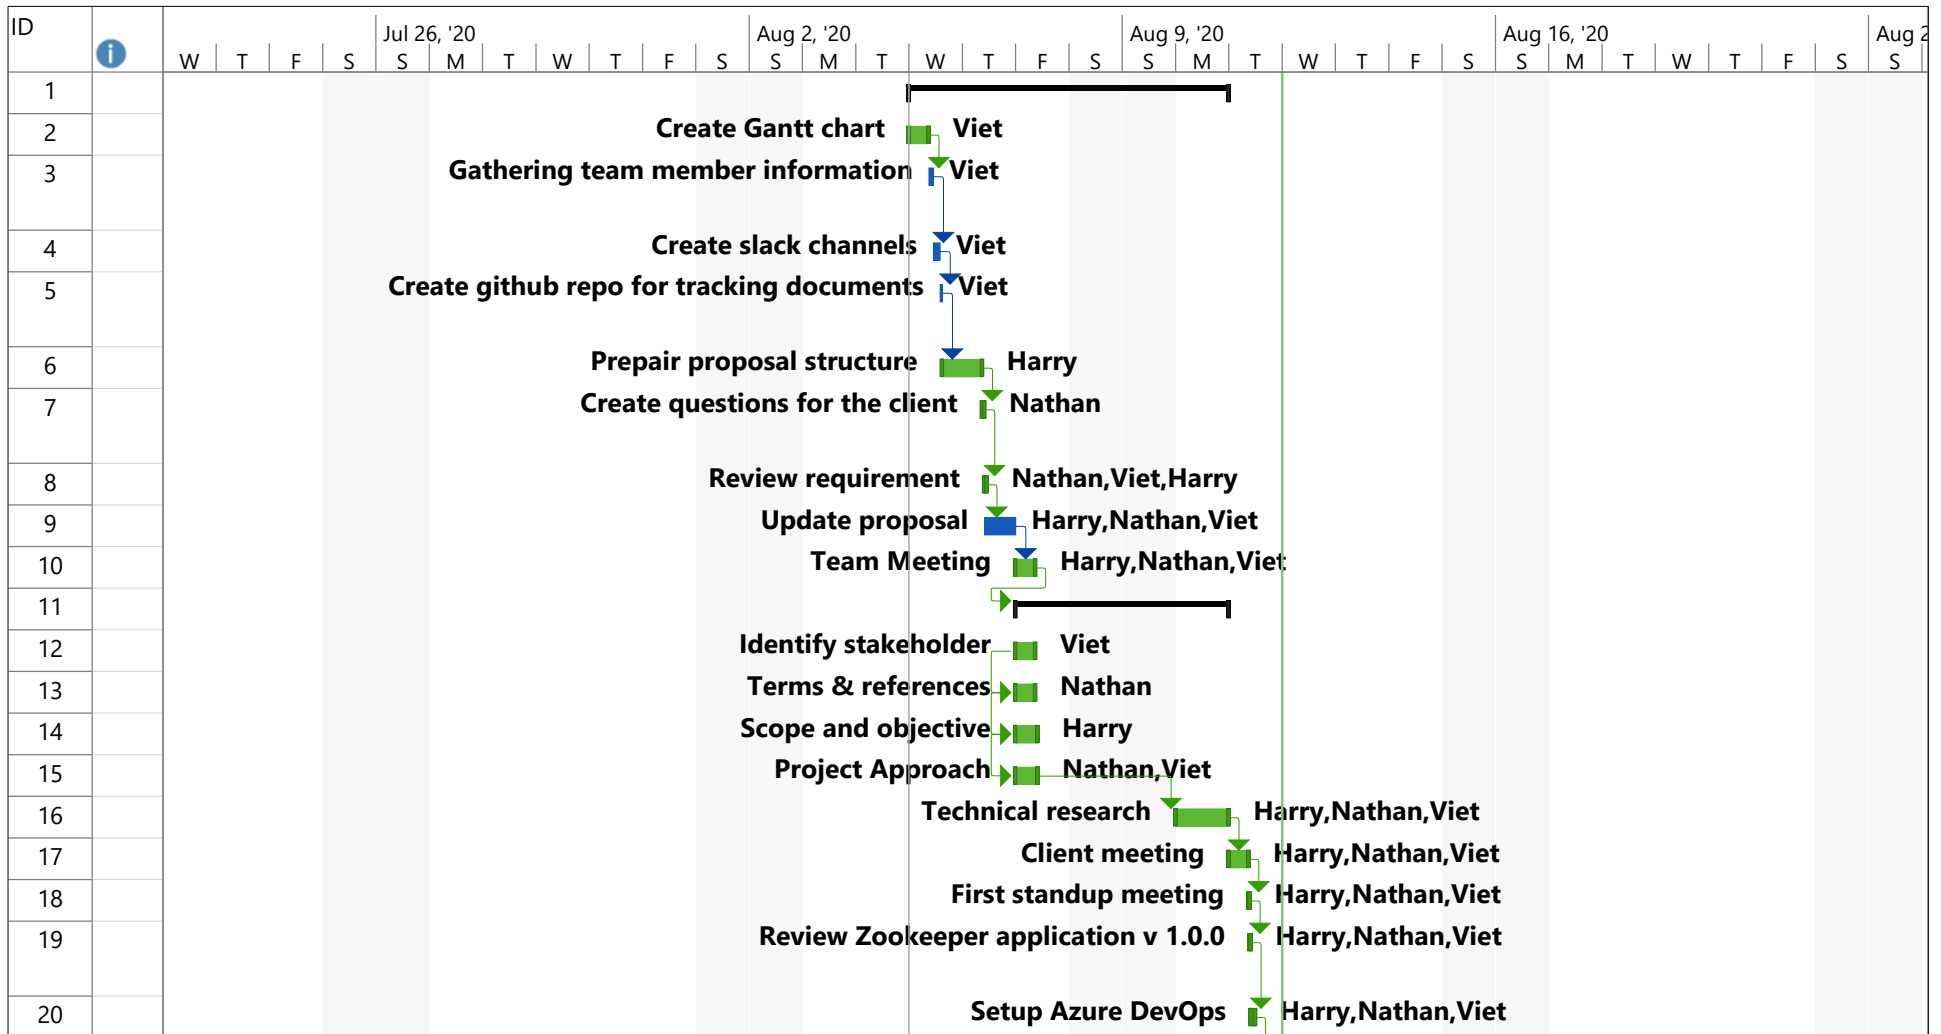 ID
i
Jul 26, '20 Aug 2, '20 Aug 9, '20 Aug 16, '20 Aug 2
W T F S S M T W T F S S M T W T F S S M T W T F S S M T W T F S S
1
2 Create Gantt chart Viet
3 Gathering team member information Viet
4 Create slack channels Viet
5 Create github repo for tracking documents Viet
6 Prepair proposal structure Harry
7 Create questions for the client Nathan
8 Review requirement Nathan,Viet,Harry
9 Update proposal Harry,Nathan,Viet
10 Team Meeting Harry,Nathan,Viet
11
12 Identify stakeholder Viet
13 Terms & references Nathan
14 Scope and objective Harry
15 Project Approach Nathan,Viet
16 Technical research Harry,Nathan,Viet
17 Client meeting Harry,Nathan,Viet
18 First standup meeting Harry,Nathan,Viet
19 Review Zookeeper application v 1.0.0 Harry,Nathan,Viet
20 Setup Azure DevOps Harry,Nathan,Viet